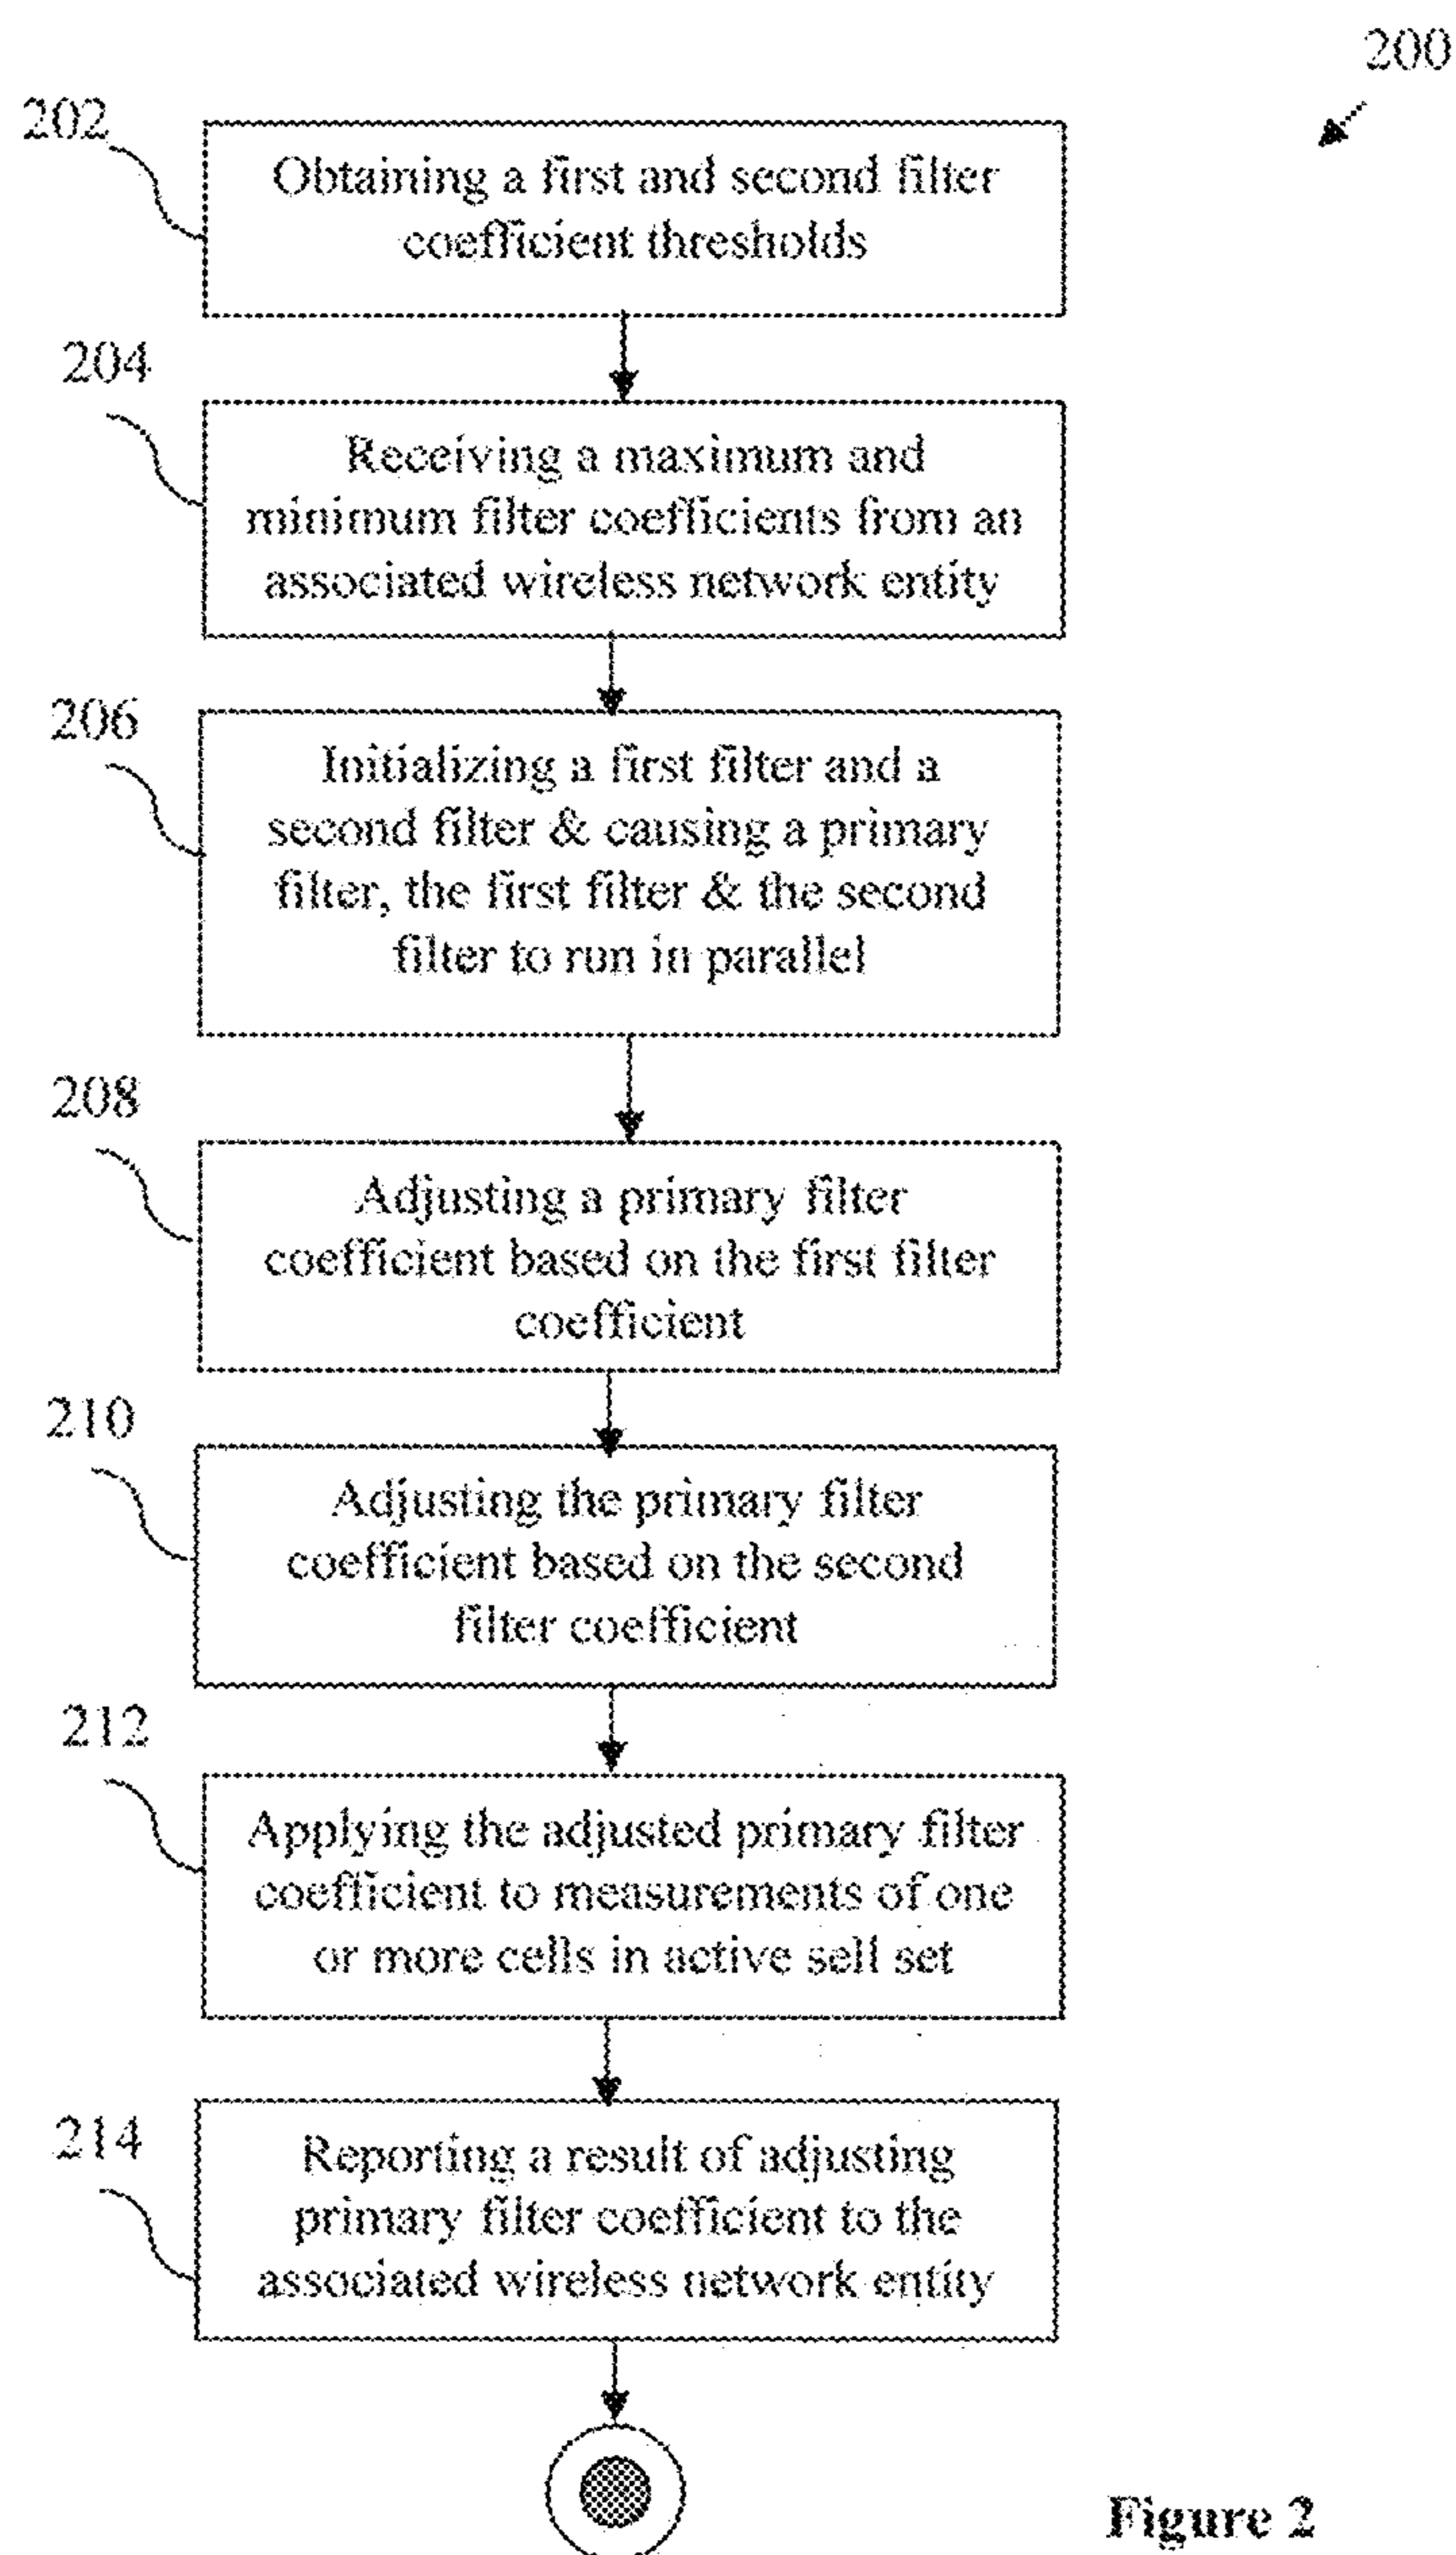 200
202
Obtaining a first and second filter
coefficient thresholds
204
Receiving a maximum and
minimum filter coefficients from an
associated wireless network entity
206
Initializing a first filter and a
second filter & causing a primary
filter, the first filter & the second
filter to run in parallel
208
Adjusting a primary filter
coefficient based on the first filter
coefficient
210
Adjusting the primary filter
coefficient based on the second
filter coefficient
212
Applying the adjusted primary filter
coefficient to measurements of one
or more cells in active sell set
214
Reporting a result of adjusting
primary filter coefficient to the
associated wireless network entity
Figure 2